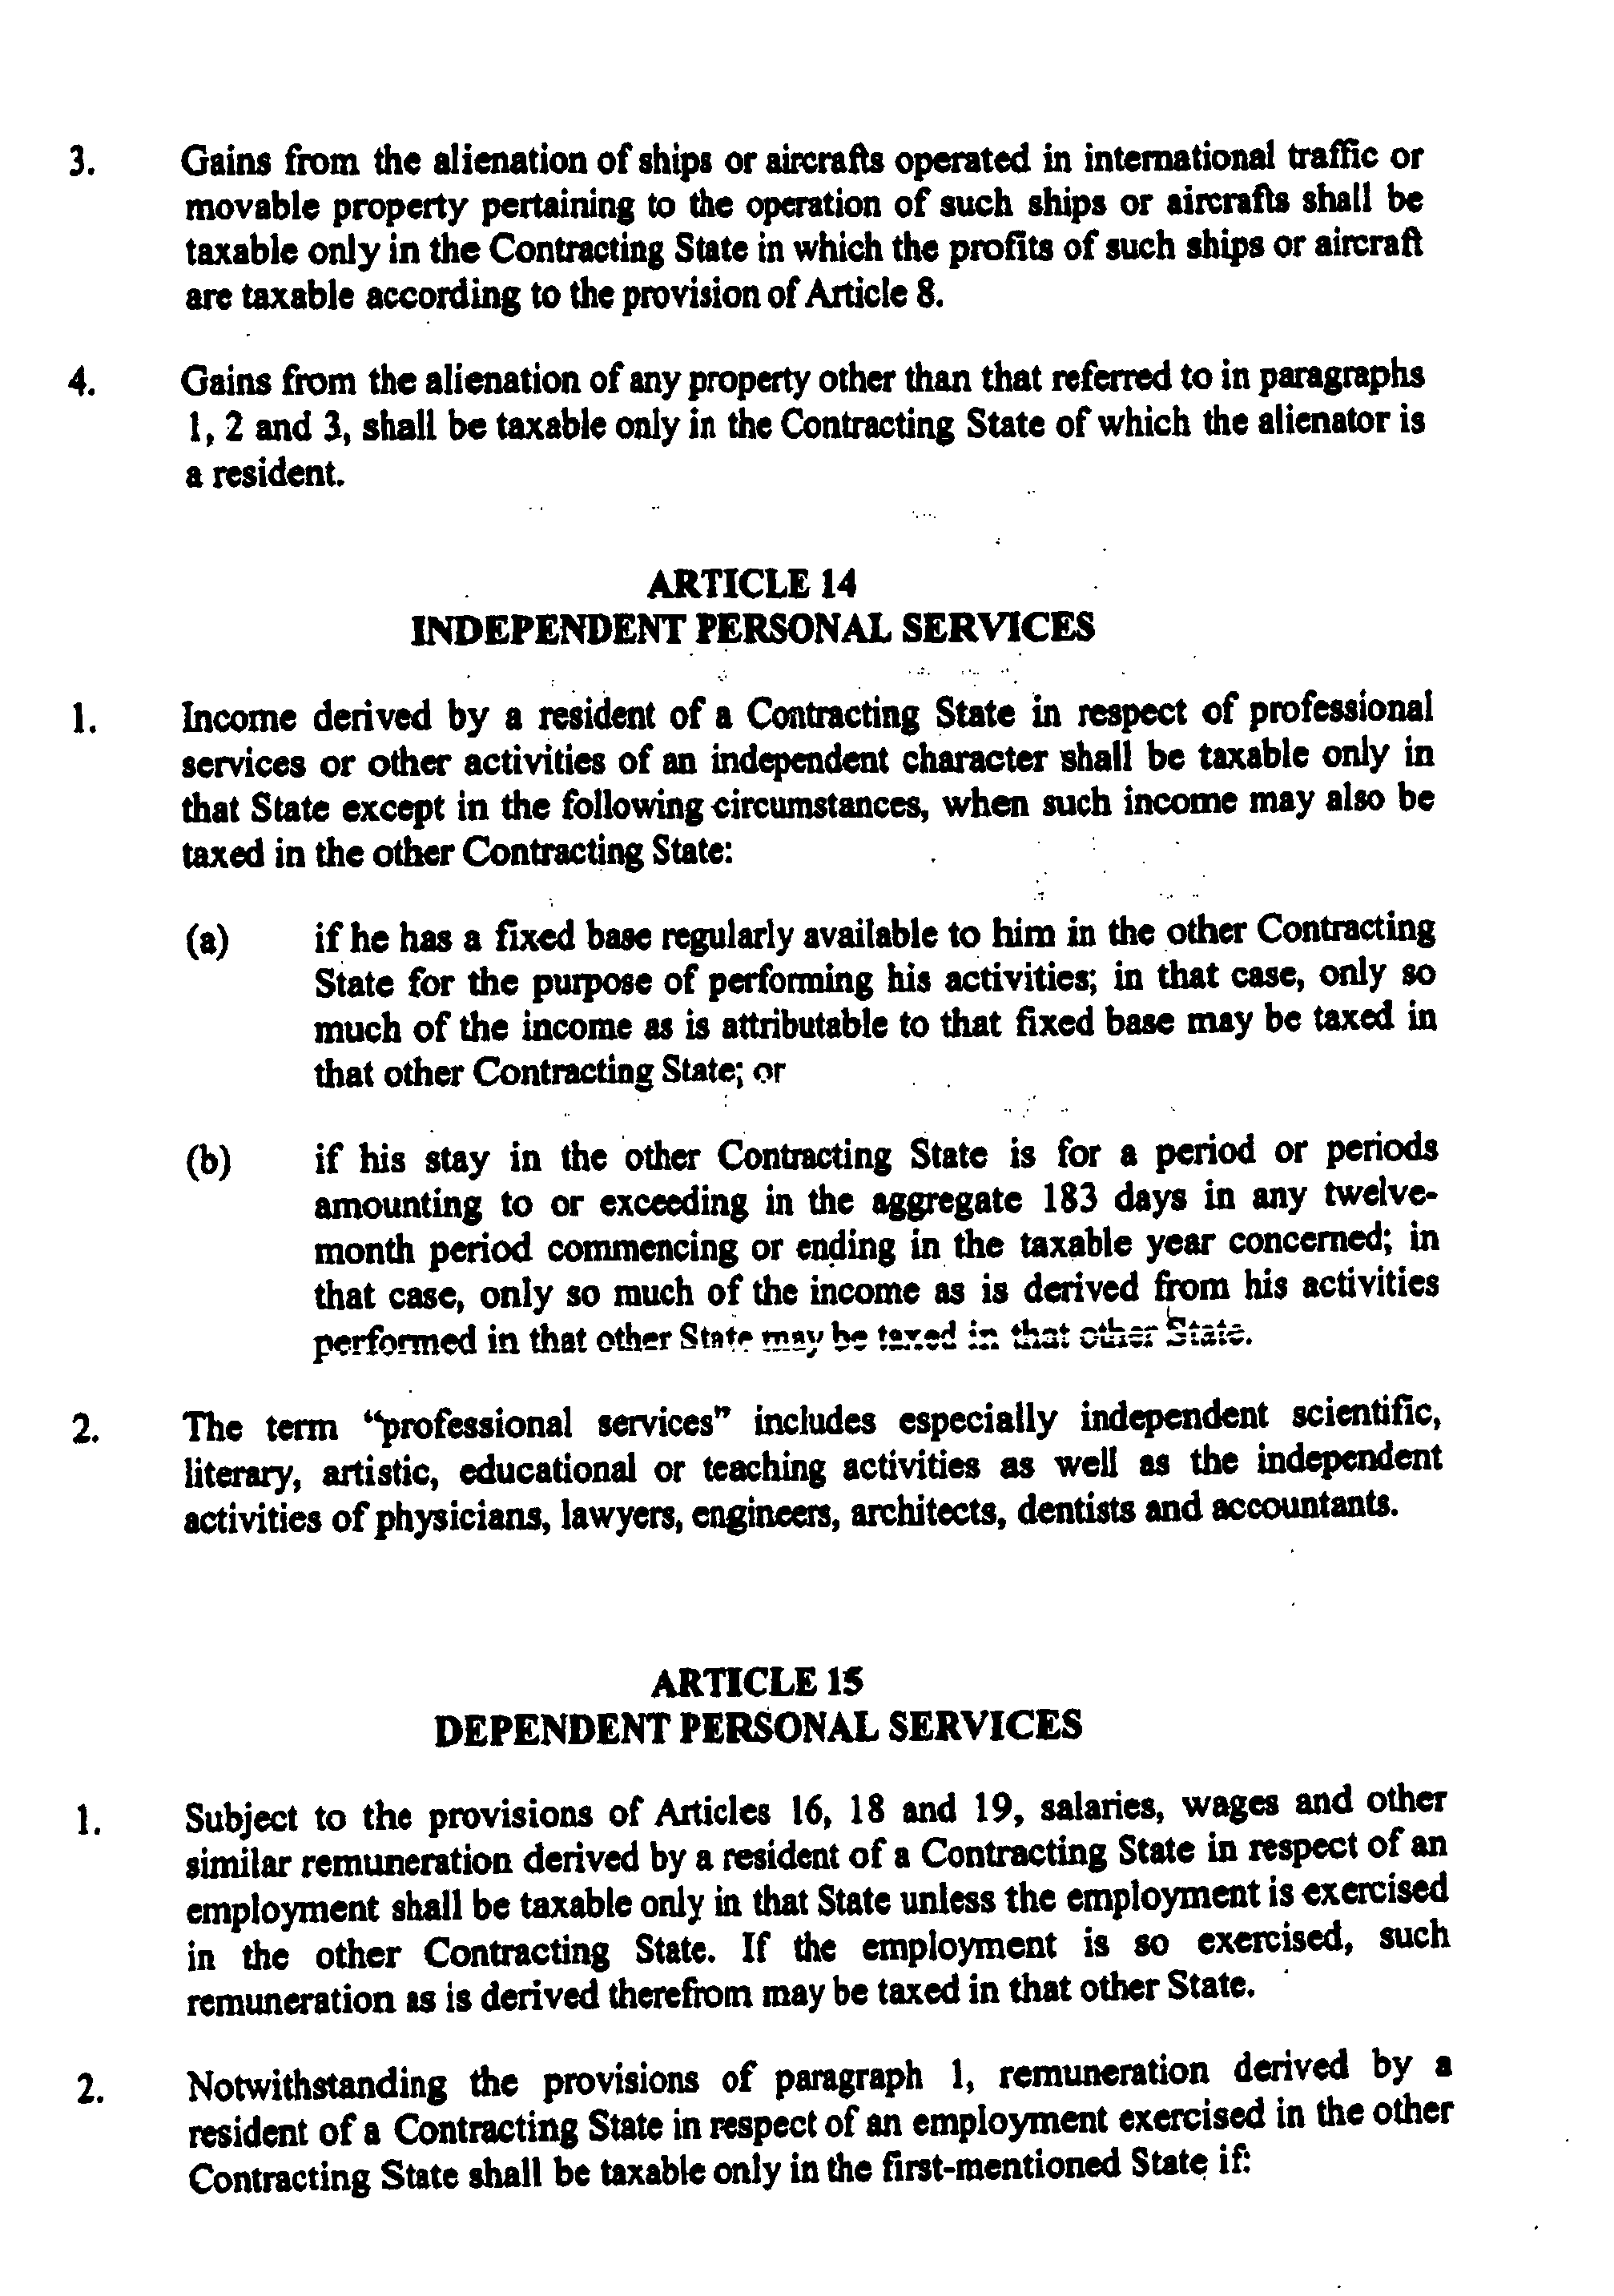 3. Gains from the alienation of ships or aircrafts operated in international traffic or
movable property pertaining to the operation of such ships or aircrafts shall be
taxable only in the Contracting State in which the profits of such ships or aircraft
are taxable according to the provision of Article 8.
4. Gains from the alienation of any property other than that referred to in paragraphs
1, 2 and 3, shall be taxable only in the Contracting State of which the alienator is
a resident.
ARTICLE 14
INDEPENDENT PERSONAL SERVICES
1. Income derived by a resident of a Contracting State in respect of professional
services or other activities of an independent character shall be taxable only in
that State except in the following circumstances, when such income may also be
taxed in the other Contracting State:
(a) if he has a fixed base regularly available to him in the other Contracting
State for the purpose of performing his activities; in that case, only so
much of the income as is attributable to that fixed base may be taxed in
that other Contracting State; or
(b) if his stay in the other Contracting State is for a period or periods
amounting to or exceeding in the aggregate 183 days in any twelve-
month period commencing or ending in the taxable year concerned; in
that case, only so much of the income as is derived from his activities
performed in that other State may be taxed in that other State.
2. The term “professional services” includes especially independent scientific,
literary, artistic, educational or teaching activities as well as the independent
activities of physicians, lawyers, engineers, architects, dentists and accountants.
ARTICLE 15
DEPENDENT PERSONAL SERVICES
1. Subject to the provisions of Articles 16, 18 and 19, salaries, wages and other
similar remuneration derived by a resident of a Contracting State in respect of an
employment shall be taxable only in that State unless the employment is exercised
in the other Contracting State. If the employment is so exercised, such
remuneration as is derived therefrom may be taxed in that other State.
2. Notwithstanding the provisions of paragraph 1, remuneration derived by a
resident of a Contracting State in respect of an employment exercised in the other
Contracting State shall be taxable only in the first-mentioned State if: